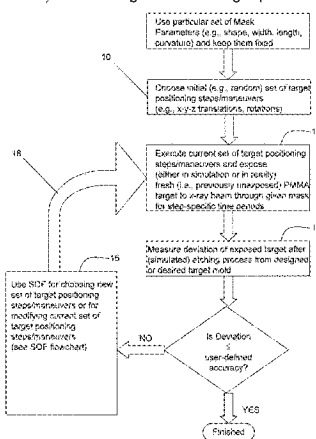 Use particular set of Mask
Parameters (e.g., shape, width, length,
curvature) and keep them fixed
10
Choose initial (e.g., random) set of target
positioning steps/maneuvers
(e.g., x-y-z translations, rotations)
18
Execute current set of target positioning
steps/maneuvers and expose
(either in simulation or in reality)
fresh (i.e., previously unexposed) PMMA
target to x-ray beam through given mask
for step-specific time periods
Measure deviation of exposed target after
(simulated) etching process from designed
or desired target mold
16
Use SDF for choosing new
set of target positioning
steps/maneuvers or for
modifying current set of
target positioning
steps/maneuvers
(see SDF flowchart)
NO
Is Deviation
≤
user-defined
accuracy?
YES
Finished